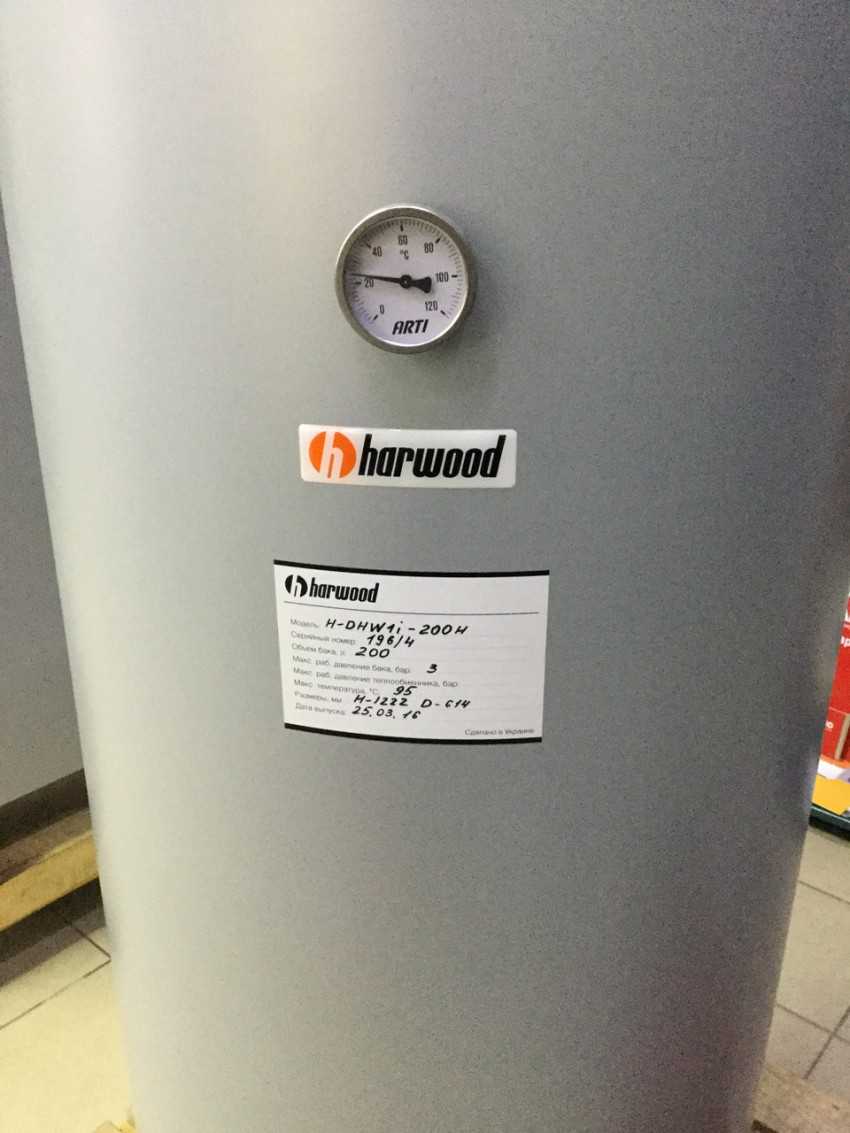 60
40 80
°C
20 100
0 120
ARTI
harwood
harwood
Модель: H-DHW1i-200H
Серийный номер: 196/4
Объем бака, л: 200
Макс. раб. давление бака, бар: 3
Макс. раб. давление теплообменника, бар:
Макс. температура, °C: 95
Размеры, мм H-1222 D-614
Дата выпуска: 25.03.16
Сделано в Украине